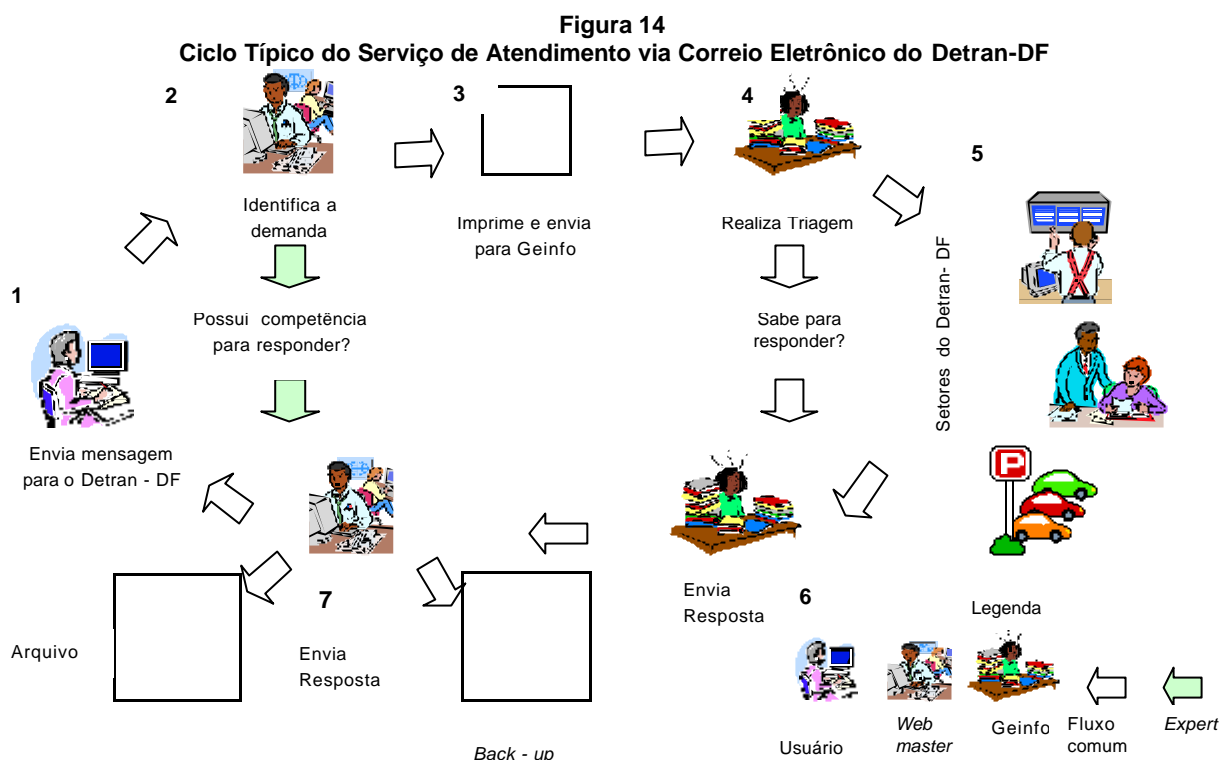 Figura 14
Ciclo Típico do Serviço de Atendimento via Correio Eletrônico do Detran-DF
2
3
4
5
Identifica a
demanda
Imprime e envia
para Geinfo
Realiza Triagem
Setores do Detran- DF
1
Possui competência
para responder?
Sabe para
responder?
Envia mensagem
para o Detran - DF
Arquivo
7
Envia
Resposta
Back - up
Envia
Resposta
6
Legenda
Usuário
Web
master
Geinfo
Fluxo
comum
Expert